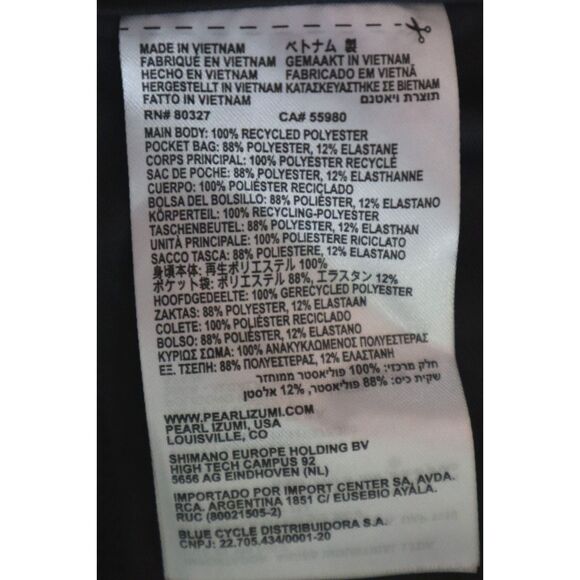 MADE IN VIETNAM ベトナム 製
FABRIQUÉ EN VIETNAM GEMAAKT IN VIETNAM
HECHO EN VIETNAM FABRICADO EM VIETNÃ
HERGESTELLT IN VIETNAM ΚΑΤΑΣΚΕΥΑΣΤΗΚΕ ΣΕ ΒΙΕΤΝΑΜ
FATTO IN VIETNAM תוצרת ויאטנם
RN# 80327 CA# 55980
MAIN BODY: 100% RECYCLED POLYESTER
POCKET BAG: 88% POLYESTER, 12% ELASTANE
CORPS PRINCIPAL: 100% POLYESTER RECYCLÉ
SAC DE POCHE: 88% POLYESTER, 12% ELASTHANNE
CUERPO: 100% POLIÉSTER RECICLADO
BOLSA DEL BOLSILLO: 88% POLIÉSTER, 12% ELASTANO
KÖRPERTEIL: 100% RECYCLING-POLYESTER
TASCHENBEUTEL: 88% POLYESTER, 12% ELASTHAN
UNITÀ PRINCIPALE: 100% POLIESTERE RICICLATO
SACCO TASCA: 88% POLIESTERE, 12% ELASTAN
身頃本体: 再生ポリエステル 100%
ポケット袋: ポリエステル 88%, エラスタン 12%
HOOFDGEDEELTE: 100% GERECYCLED POLYESTER
ZAKTAS: 88% POLYESTER, 12% ELASTAAN
COLETE: 100% POLIÉSTER RECICLADO
BOLSO: 88% POLIÉSTER, 12% ELASTANO
ΚΥΡΙΩΣ ΣΩΜΑ: 100% ΑΝΑΚΥΚΛΩΜΕΝΟΣ ΠΟΛΥΕΣΤΕΡΑΣ
ΕΞ. ΤΣΕΠΗ: 88% ΠΟΛΥΕΣΤΕΡΑΣ, 12% ΕΛΑΣΤΑΝΗ
חלק מרכזי: 100% פוליאסטר ממוחזר
שקית כיס: 88% פוליאסטר, 12% אלסטן
WWW.PEARLIZUMI.COM
PEARL IZUMI, USA
LOUISVILLE, CO
SHIMANO EUROPE HOLDING BV
HIGH TECH CAMPUS 92
5656 AG EINDHOVEN (NL)
IMPORTADO POR IMPORT CENTER SA, AVDA.
RCA. ARGENTINA 1851 C/ EUSEBIO AYALA.
RUC (80021505-2)
BLUE CYCLE DISTRIBUIDORA S.A.
CNPJ: 22.705.434/0001-20